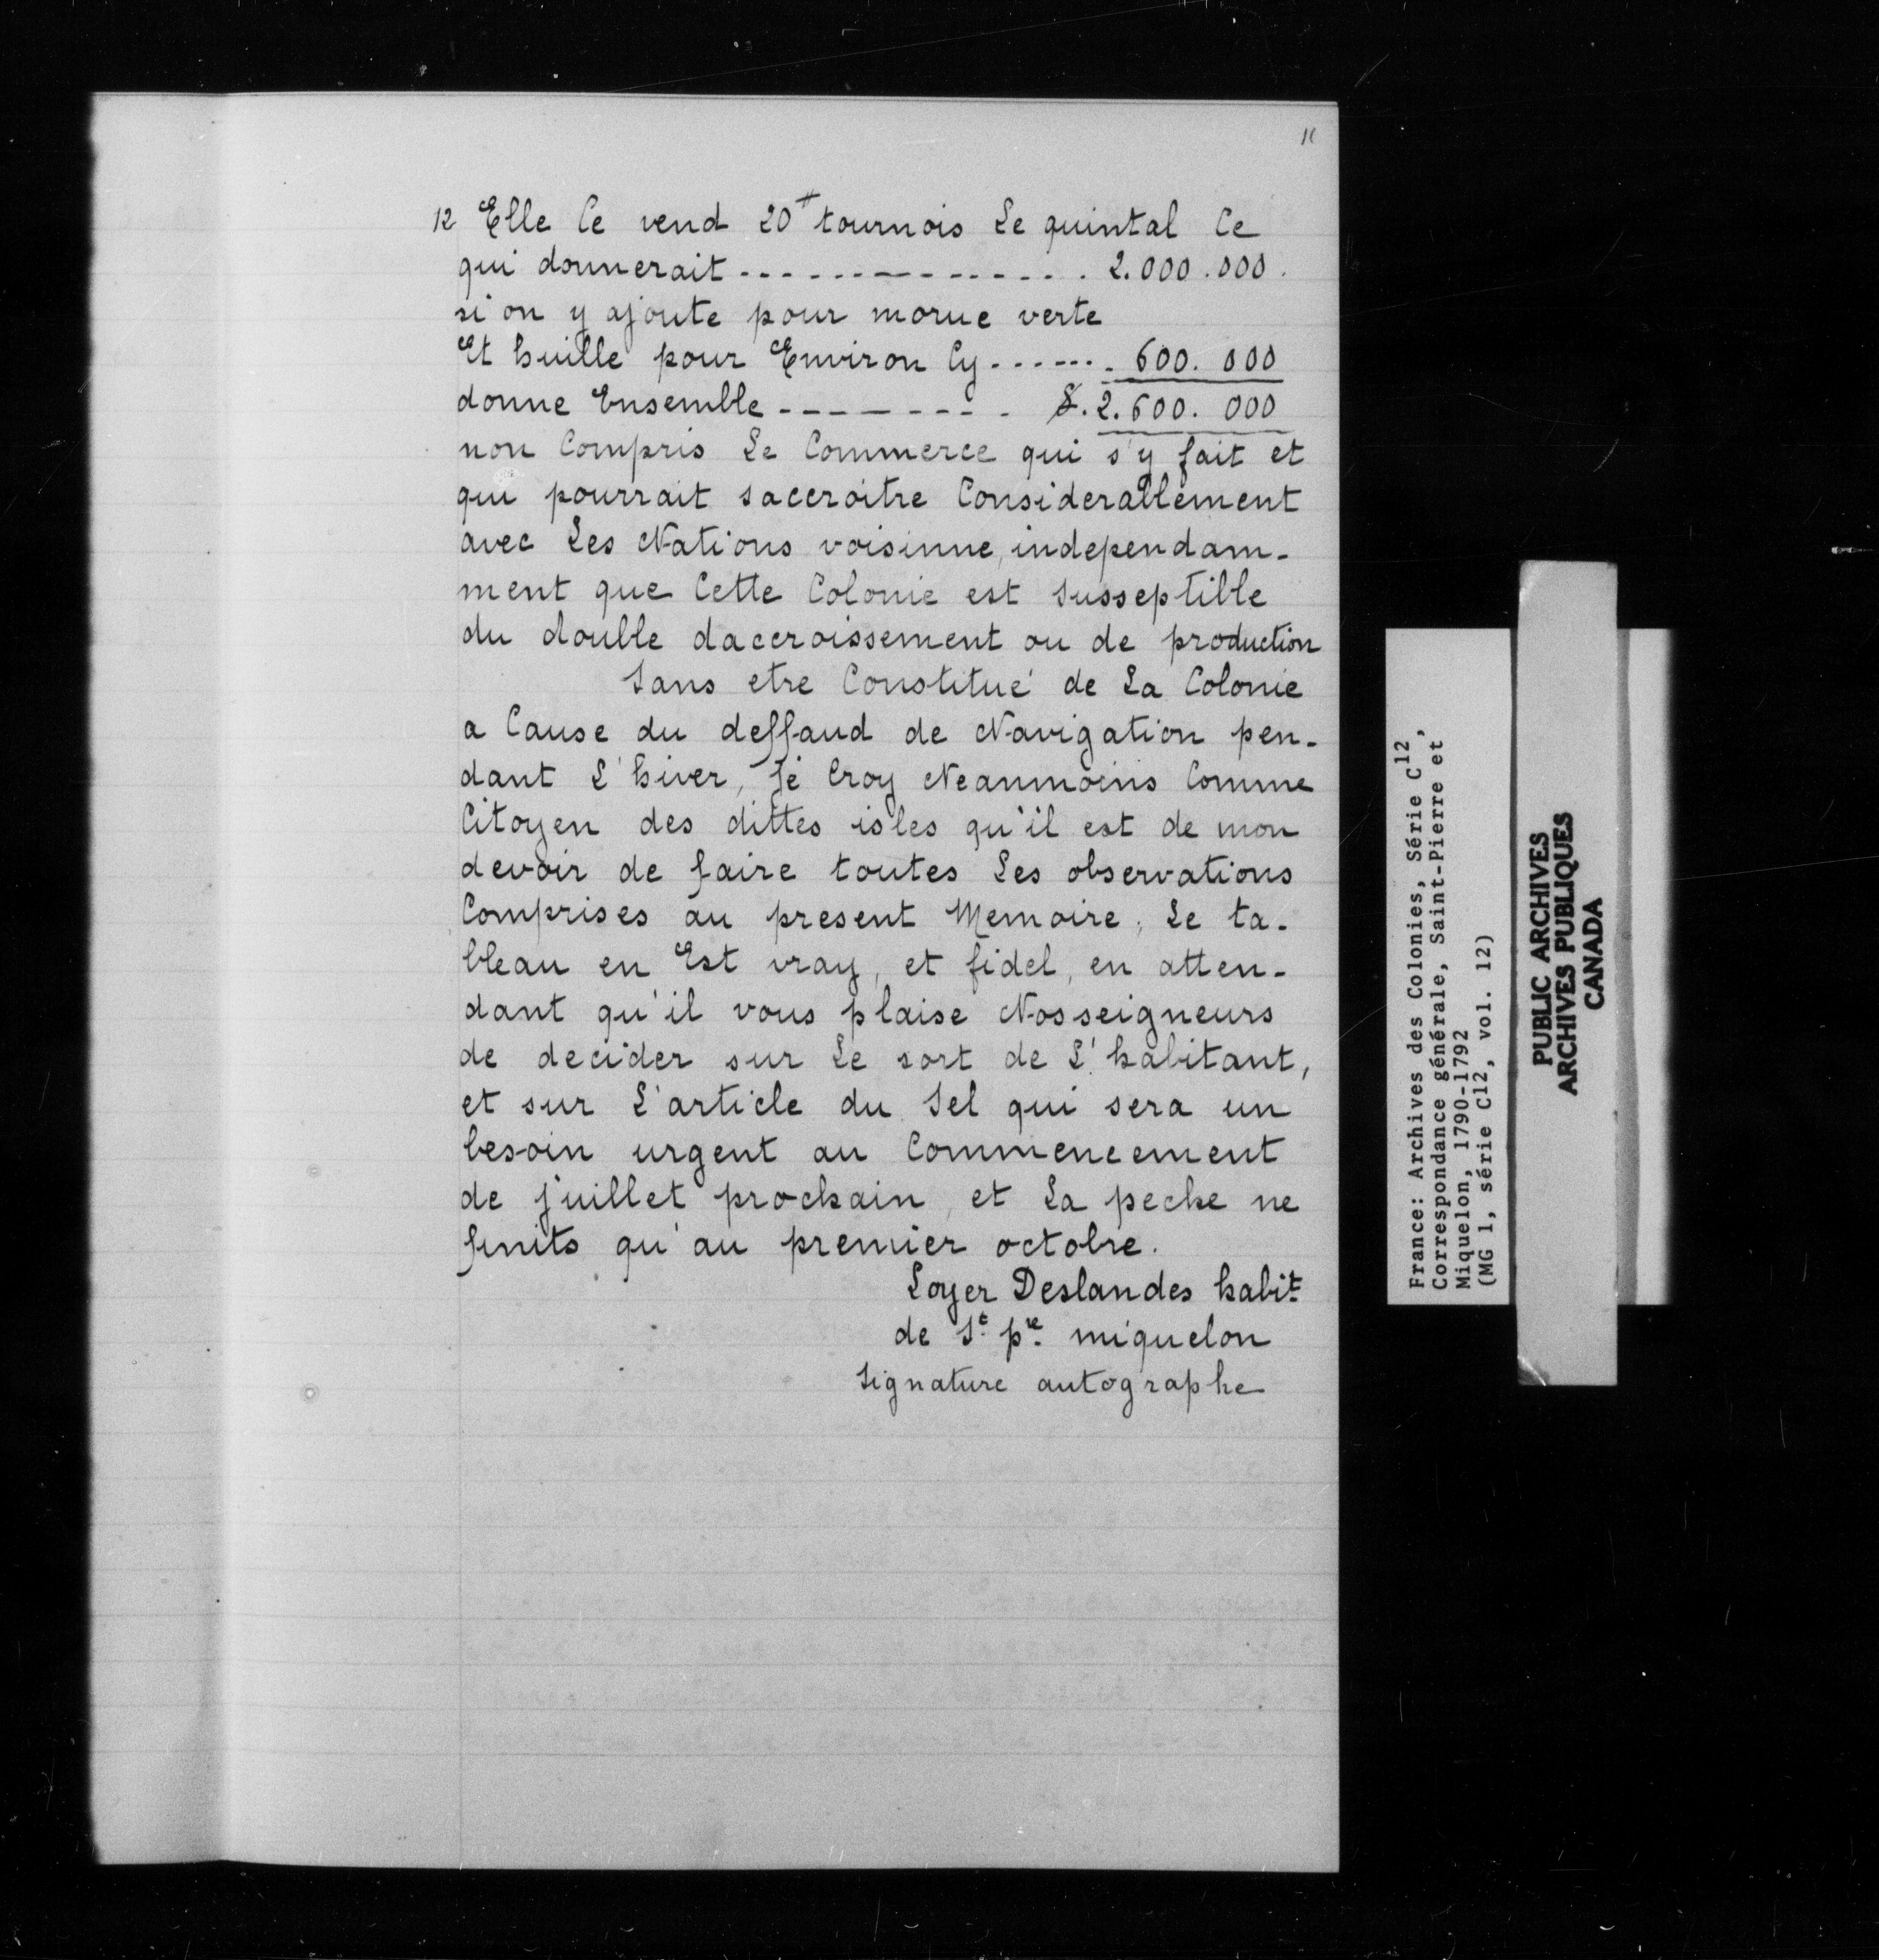 11
12 Elle Ce vend 20# tournois Le quintal Ce
qui donnerait --------------- 2.000.000.
si on y ajoute pour morue verte
Et huille pour Environ Cy ------- 600.000
donne Ensemble --------- 2.600.000
non Compris Le Commerce qui s'y fait et
qui pourrait saccroitre Considerablement
avec Les Nations voisinne, independam-
ment que Cette Colonie est Susseptible
du double daccroissement ou de production
Sans etre Constitué de La Colonie
a Cause du deffaud de Navigation pen-
dant L'hiver, Je Croy Neanmoins Comme
Citoyen des dittes isles qu'il est de mon
devoir de faire toutes Les observations
Comprises au present Memoire, Le ta-
bleau en Est vray, et fidel, en atten-
dant qu'il vous plaise Nosseigneurs
de decider sur Le sort de L'habitant,
et sur L'article du Sel qui sera un
besoin urgent au Commencement
de juillet prochain, et La peche ne
finits qu'au premier octobre.
Loyer Deslandes habit
de St pre miquelon
Signature autographe
France: Archives des Colonies, Série C12,
Correspondance générale, Saint-Pierre et
Miquelon, 1790-1792
(MG 1, série C12, vol. 12)
PUBLIC ARCHIVES
ARCHIVES PUBLIQUES
CANADA